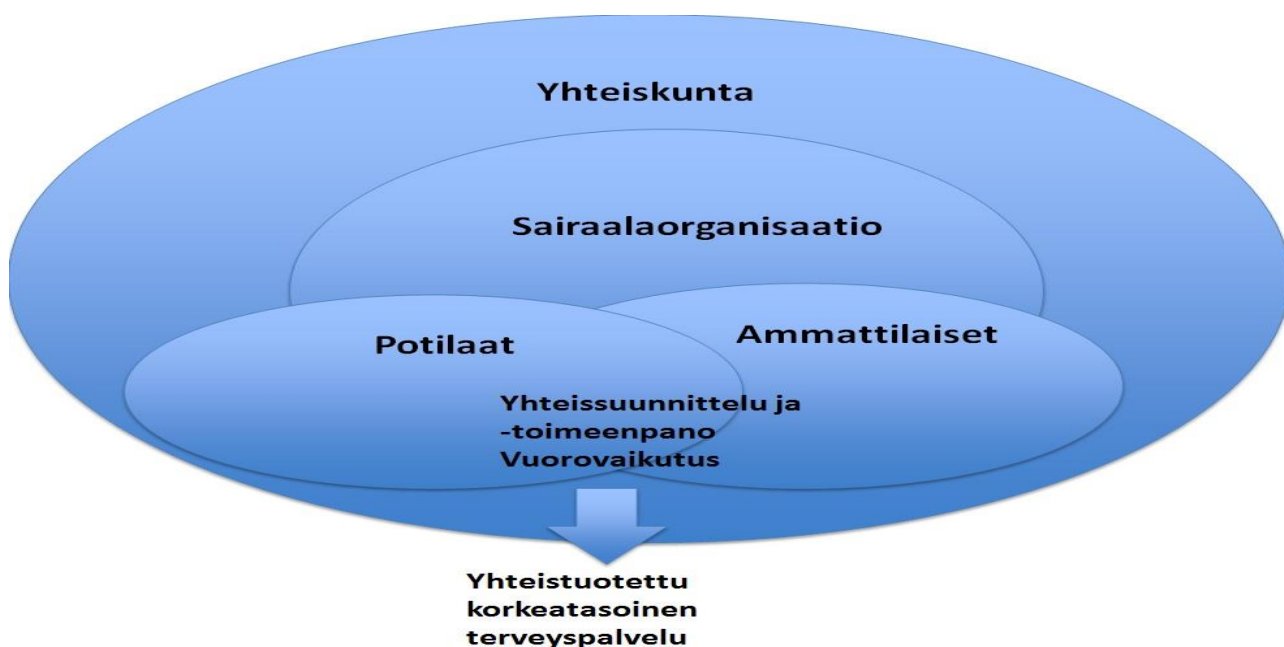 Yhteiskunta
Sairaalaorganisaatio
Potilaat
Ammattilaiset
Yhteissuunnittelu ja
-toimeenpano
Vuorovaikutus
Yhteistuotettu
korkeatasoinen
terveyspalvelu